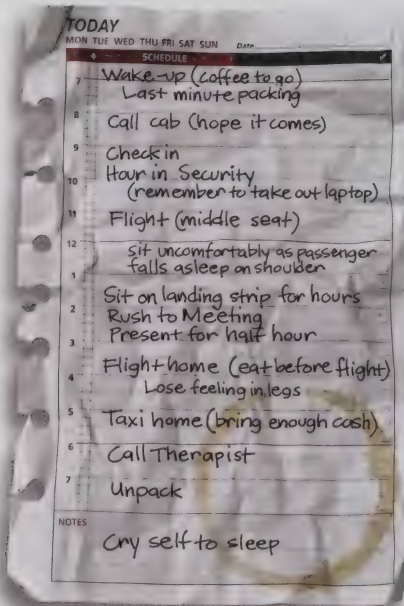 TODAY
MON TUE WED THU FRI SAT SUN Date
SCHEDULE
7 Wake-up (coffee to go)
Last minute packing
8 Call cab (hope it comes)
9 Check in
Hour in Security
10 (remember to take out laptop)
11 Flight (middle seat)
12 Sit uncomfortably as passenger
falls asleep on shoulder
1
Sit on landing strip for hours
2 Rush to Meeting
Present for half hour
3
Flight home (eat before flight)
4 Lose feeling in legs
5 Taxi home (bring enough cash)
6 Call Therapist
7 Unpack
NOTES
Cry self to sleep